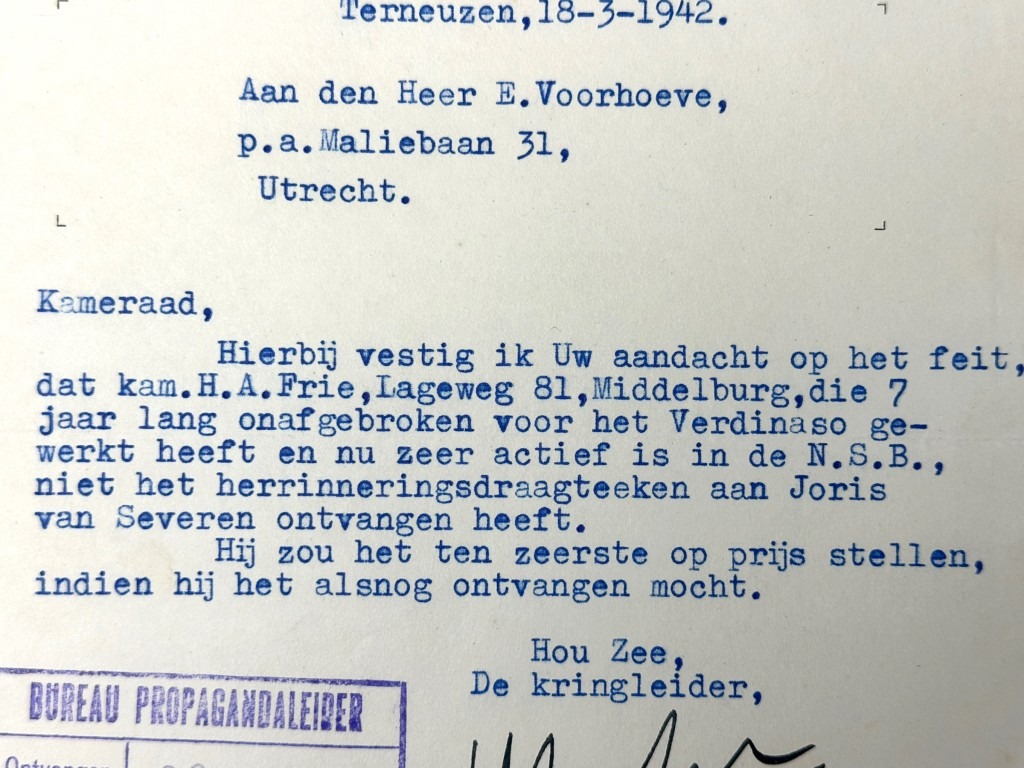 Terneuzen,18-3-1942.
Aan den Heer E.Voorhoeve,
p.a.Maliebaan 31,
Utrecht.
Kameraad,
Hierbij vestig ik Uw aandacht op het feit,
dat kam.H.A.Frie,Lageweg 81,Middelburg,die 7
jaar lang onafgebroken voor het Verdinaso ge-
werkt heeft en nu zeer actief is in de N.S.B.,
niet het herrinneringsdraagteeken aan Joris
van Severen ontvangen heeft.
Hij zou het ten zeerste op prijs stellen,
indien hij het alsnog ontvangen mocht.
Hou Zee,
De kringleider,
BUREAU PROPAGANDALEIDER